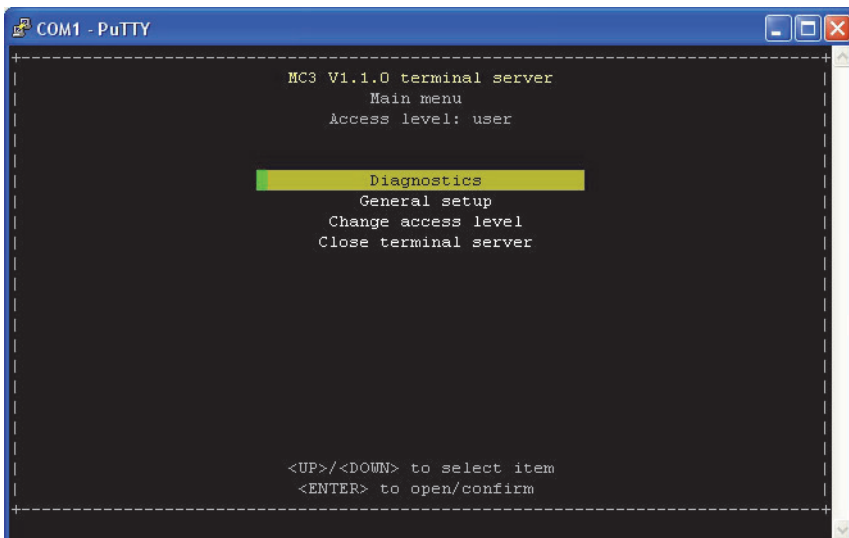 COM1 - PuTTY
MC3 V1.1.0 terminal server
Main menu
Access level: user
Diagnostics
General setup
Change access level
Close terminal server
<UP>/<DOWN> to select item
<ENTER> to open/confirm